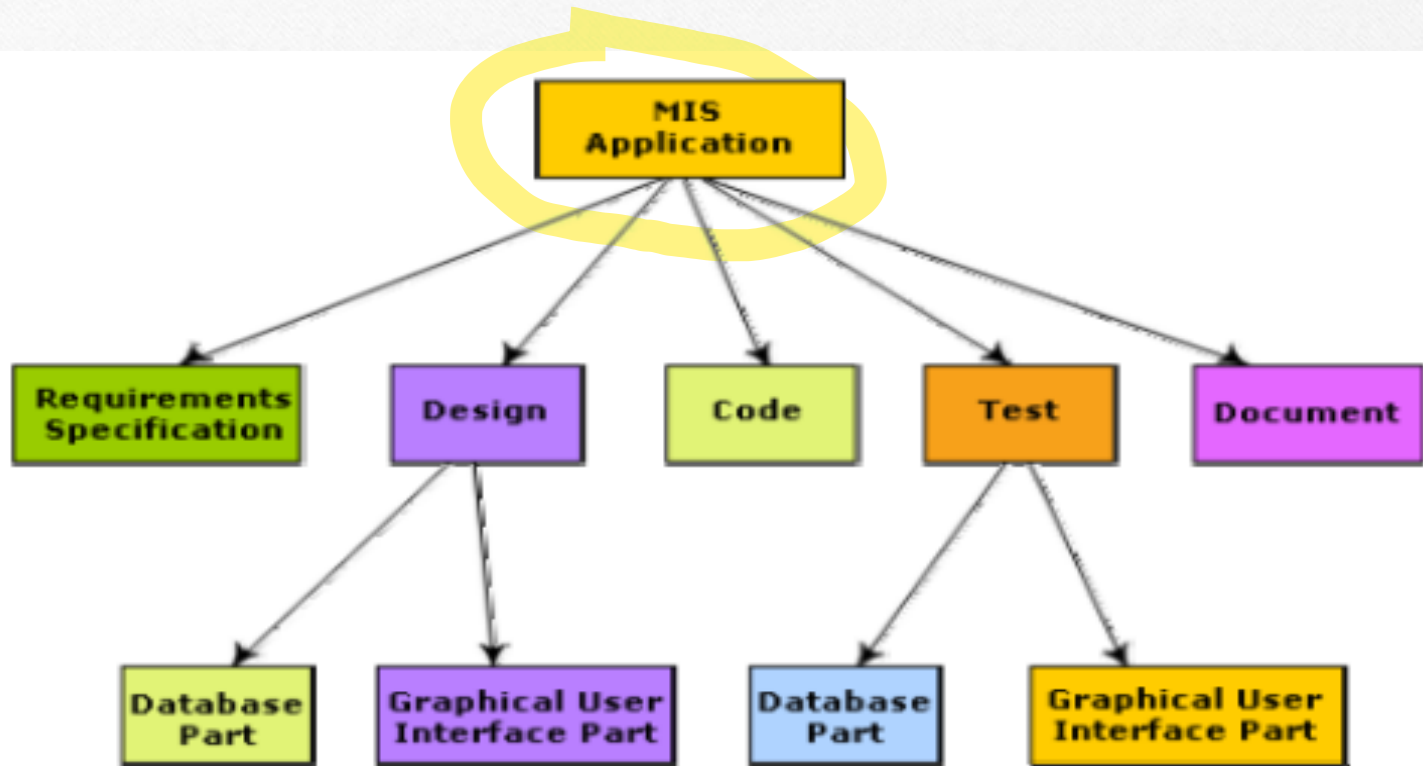 MIS
Application
Requirements
Specification
Design
Code
Test
Document
Database
Part
Graphical User
Interface Part
Database
Part
Graphical User
Interface Part